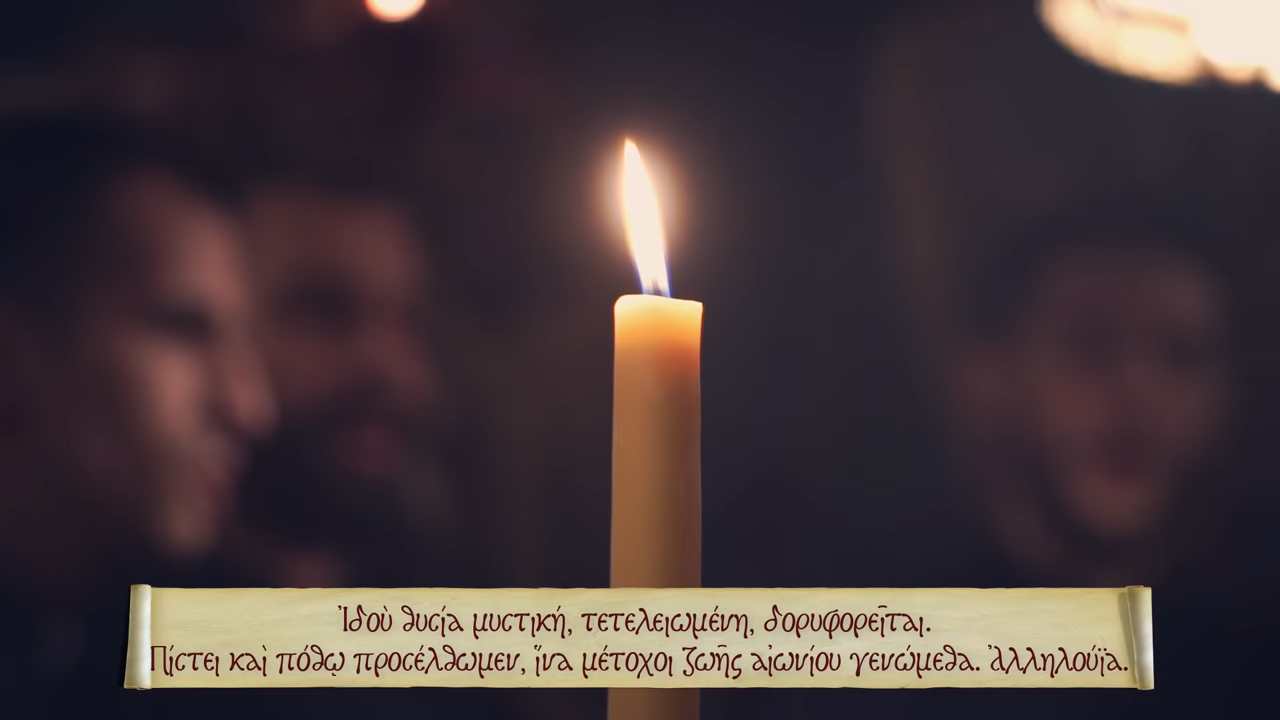 Ἰδοὺ θυσία μυστική, τετελειωμένη, δορυφορεῖται.
Πίστει καὶ πόθῳ προσέλθωμεν, ἵνα μέτοχοι ζωῆς αἰωνίου γενώμεθα. Ἀλληλούϊα.